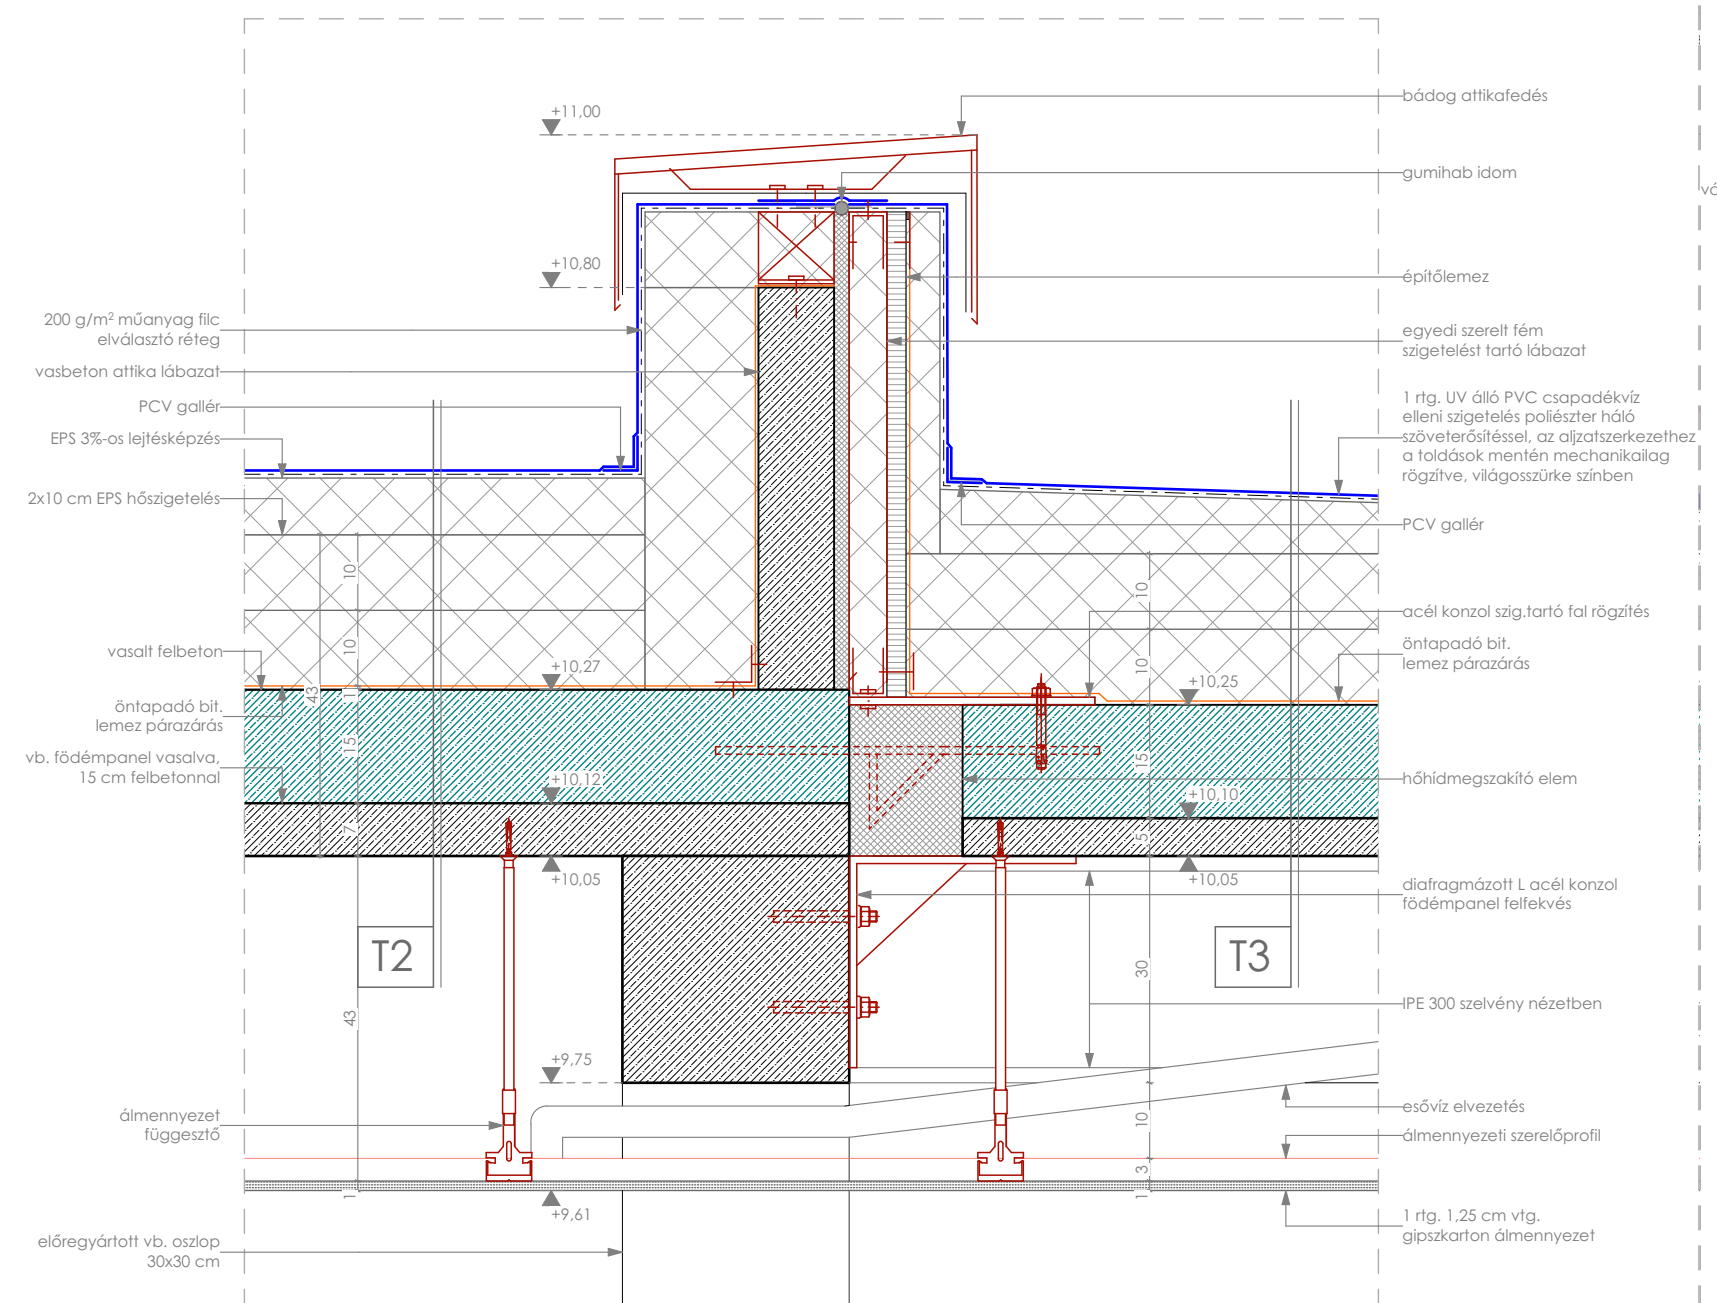 +11,00
+10,80
200 g/m² műanyag filc
elválasztó réteg
vasbeton attika lábazat
PCV gallér
EPS 3%-os lejtésképzés
2x10 cm EPS hőszigetelés
vasalt felbeton
öntapadó bit.
lemez párazárás
vb. födémpanel vasalva,
15 cm felbetonnal
álmennyezet
függesztő
előregyártott vb. oszlop
30x30 cm
10
10
43
1
15
7
43
1
T2
+10,27
+10,12
+10,05
+9,75
+9,61
+10,25
+10,10
+10,05
10
10
15
5
30
10
3
1
T3
bádog attikafedés
gumihab idom
építőlemez
egyedi szerelt fém
szigetelést tartó lábazat
1 rtg. UV álló PVC csapadékvíz
elleni szigetelés poliészter háló
szöveterősítéssel, az aljzatszerkezethez
a toldások mentén mechanikailag
rögzítve, világosszürke színben
PCV gallér
acél konzol szig.tartó fal rögzítés
öntapadó bit.
lemez párazárás
hőhídmegszakító elem
diafragmázott L acél konzol
födémpanel felfekvés
IPE 300 szelvény nézetben
esővíz elvezetés
álmennyezeti szerelőprofil
1 rtg. 1,25 cm vtg.
gipszkarton álmennyezet